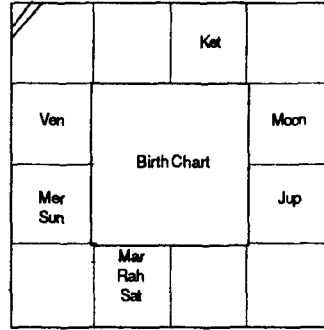 Ket
Ven
Moon
Birth Chart
Mer
Sun
Jup
Mar
Rah
Sat